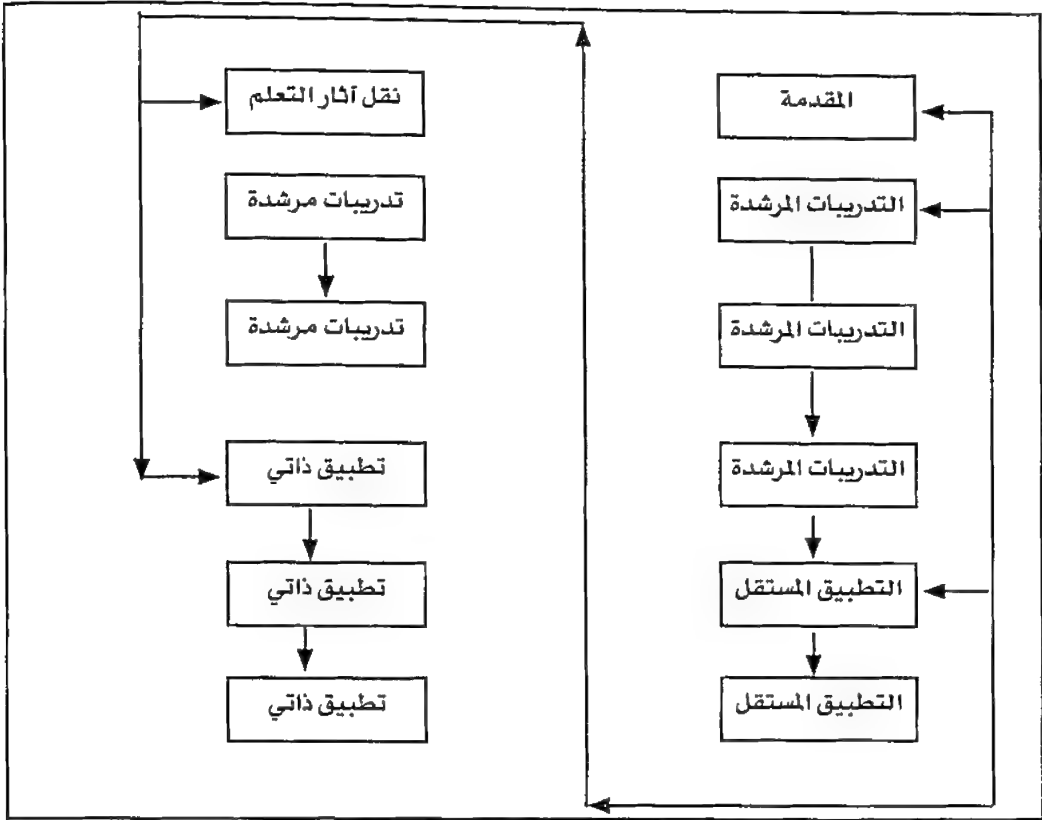 المقدمة
التدريبات المرشدة
التدريبات المرشدة
التدريبات المرشدة
التطبيق المستقل
التطبيق المستقل
نقل آثار التعلم
تدريبات مرشدة
تدريبات مرشدة
تطبيق ذاتي
تطبيق ذاتي
تطبيق ذاتي